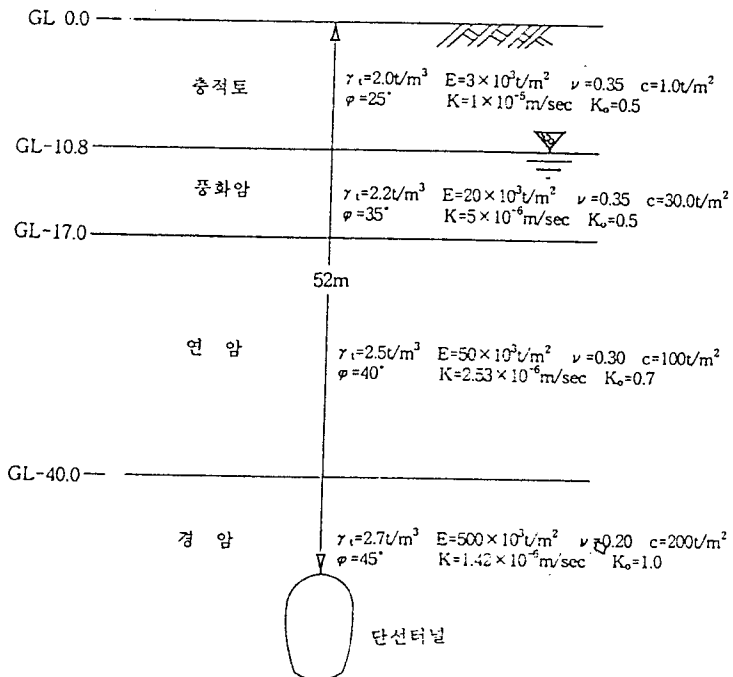 GL 0.0
충적토
γt=2.0t/m³ E=3×10³t/m² ν=0.35 c=1.0t/m²
φ=25° K=1×10⁻⁵m/sec Ko=0.5
GL-10.8
풍화암
γt=2.2t/m³ E=20×10³t/m² ν=0.35 c=30.0t/m²
φ=35° K=5×10⁻⁶m/sec Ko=0.5
GL-17.0
52m
연 암
γt=2.5t/m³ E=50×10³t/m² ν=0.30 c=100t/m²
φ=40° K=2.53×10⁻⁶m/sec Ko=0.7
GL-40.0
경 암
γt=2.7t/m³ E=500×10³t/m² ν=0.20 c=200t/m²
φ=45° K=1.42×10⁻⁶m/sec Ko=1.0
단선터널